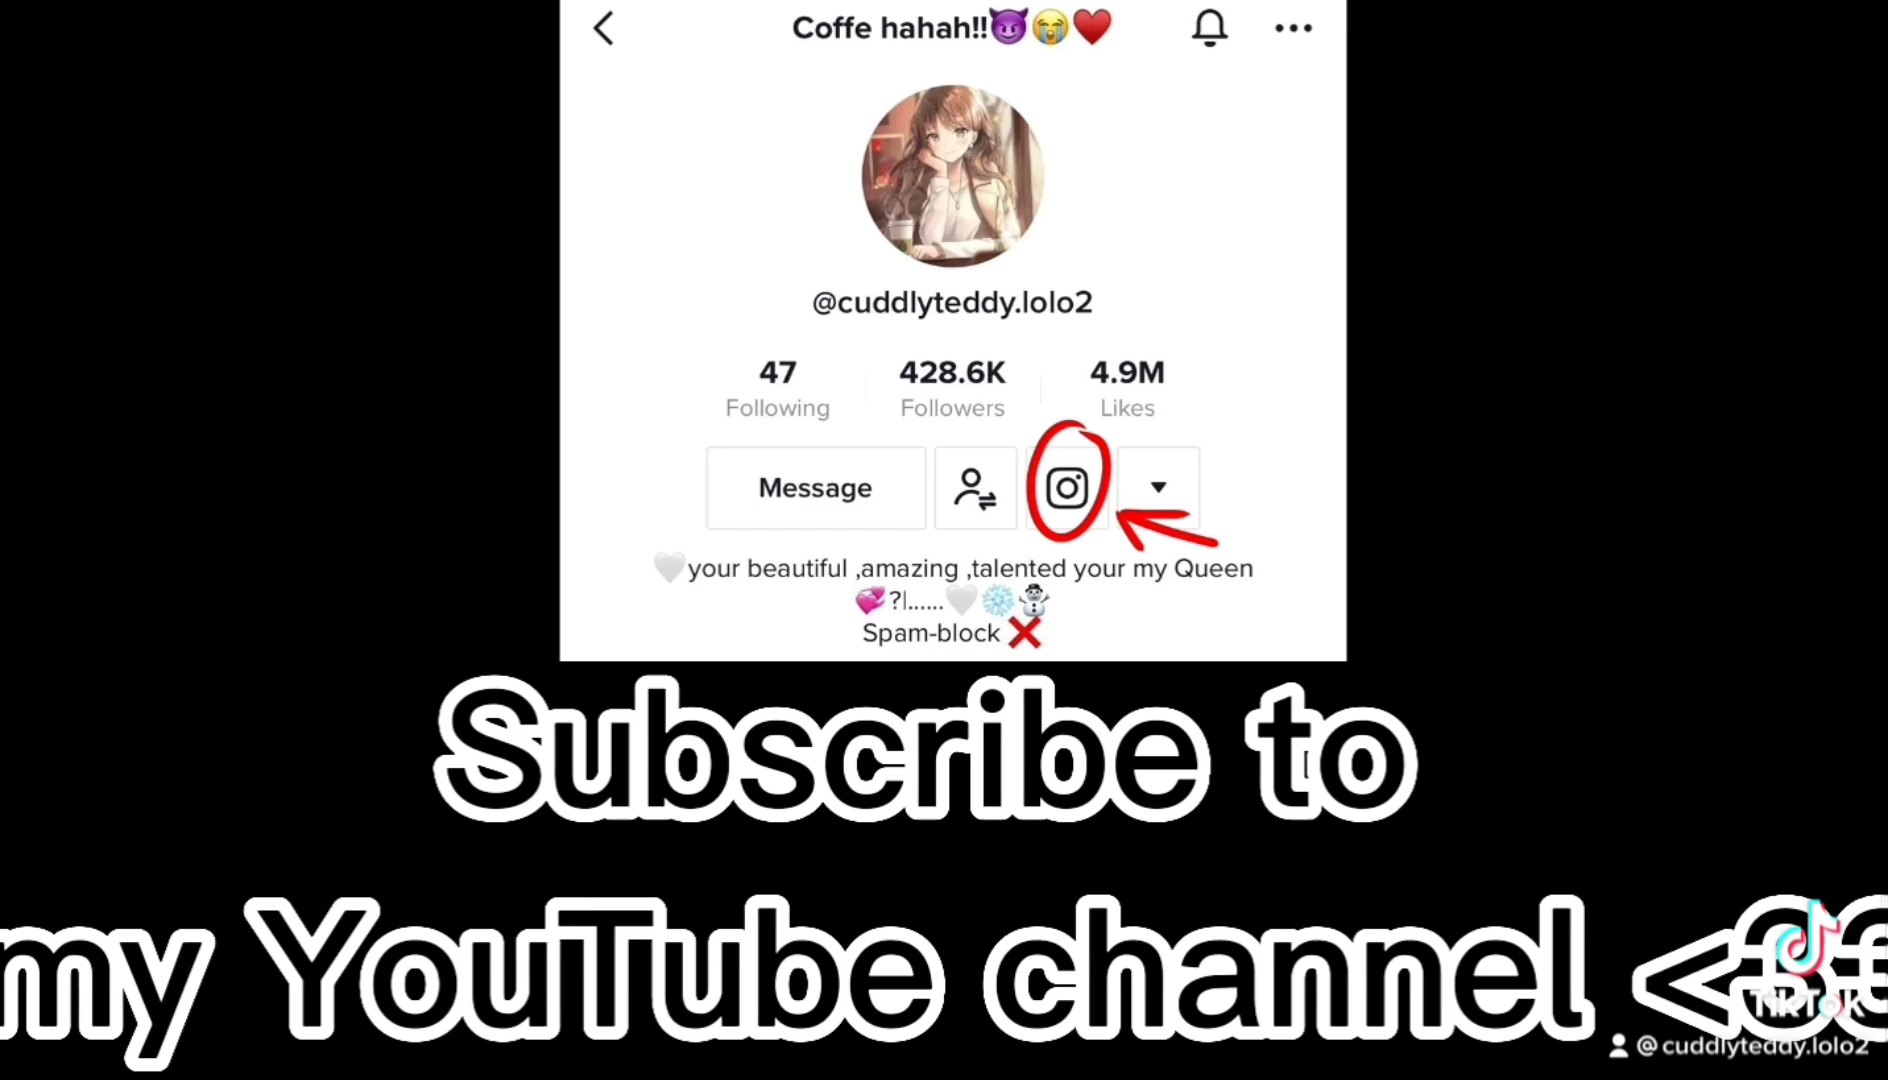 Coffe hahah!!😈😭❤️
@cuddlyteddy.lolo2
47 428.6K 4.9M
Following Followers Likes
Message
🤍your beautiful ,amazing ,talented your my Queen
💞?|......🤍❄️⛄
Spam-block ❌
Subscribe to
my YouTube channel <33
TikTok
@cuddlyteddy.lolo2